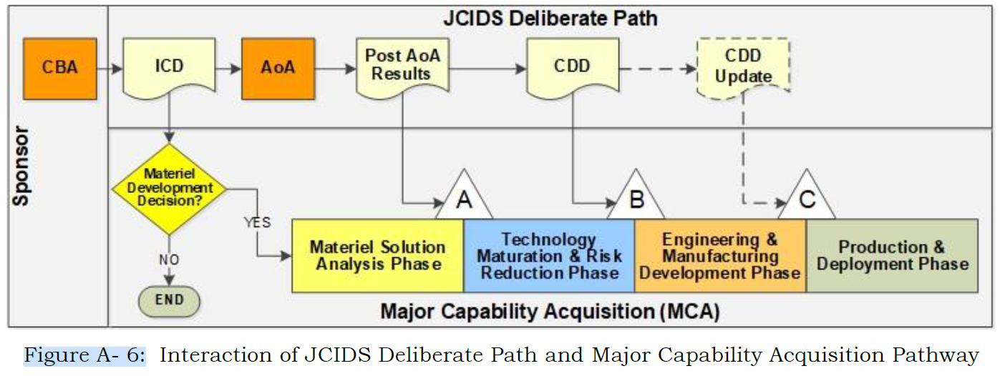 JCIDS Deliberate Path
CBA
ICD
AoA
Post AoA
Results
CDD
CDD
Update
Sponsor
Materiel
Development
Decision?
YES
NO
END
A
B
C
Materiel Solution
Analysis Phase
Technology
Maturation & Risk
Reduction Phase
Engineering &
Manufacturing
Development Phase
Production &
Deployment Phase
Major Capability Acquisition (MCA)
Figure A- 6: Interaction of JCIDS Deliberate Path and Major Capability Acquisition Pathway